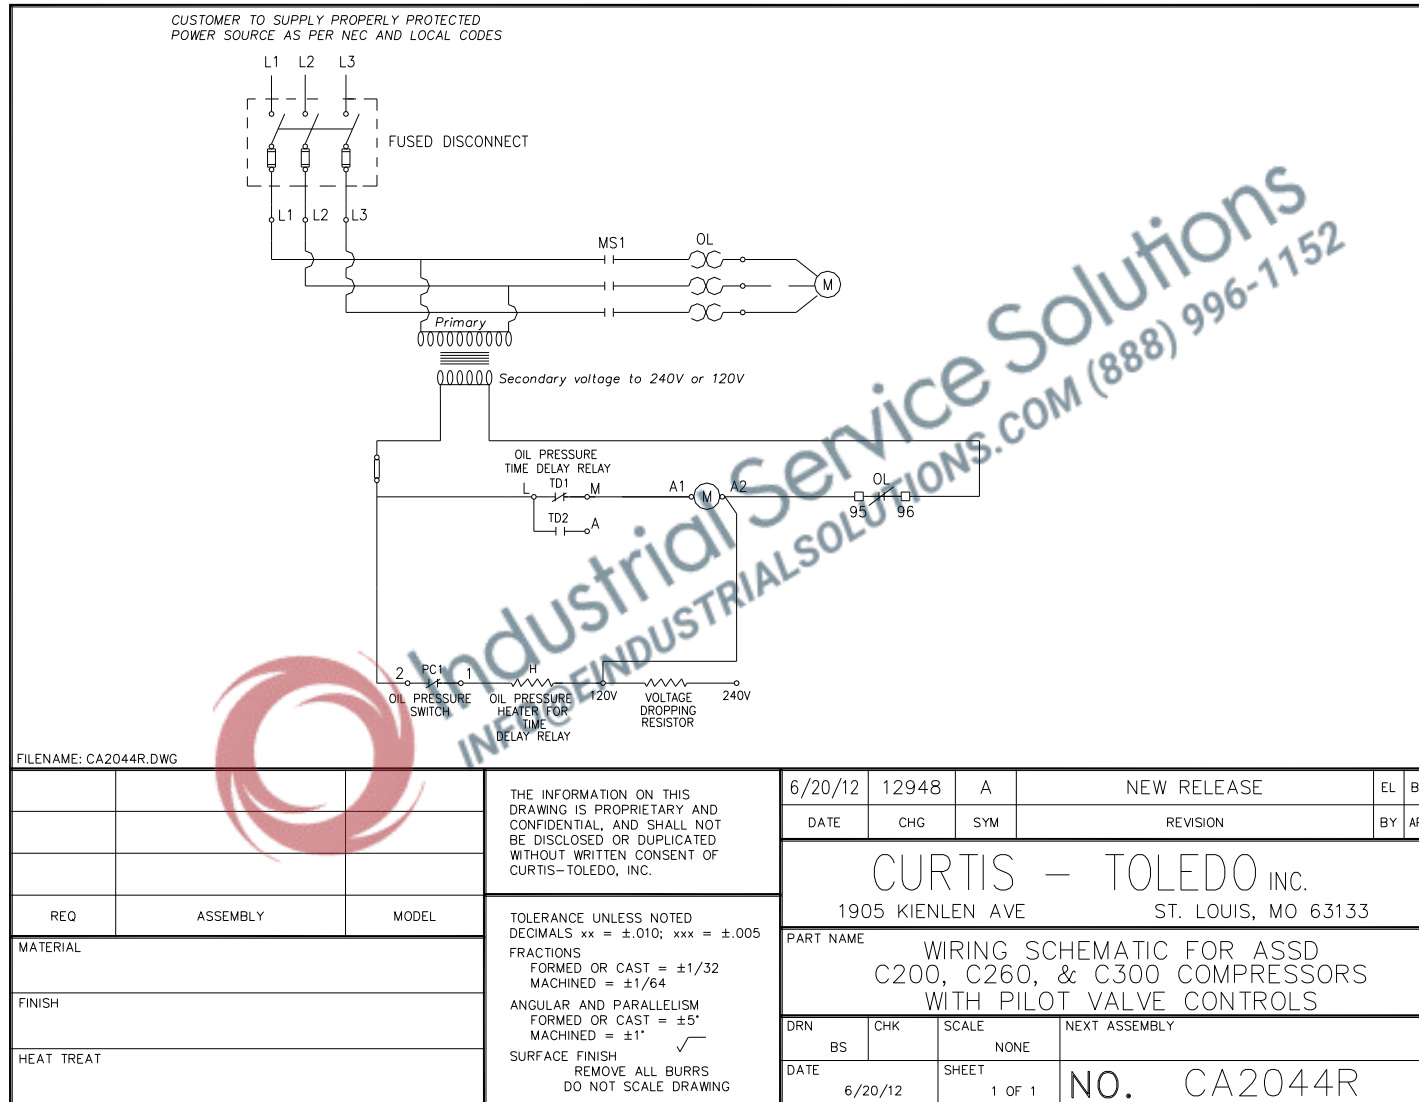 CUSTOMER TO SUPPLY PROPERLY PROTECTED
POWER SOURCE AS PER NEC AND LOCAL CODES
L1 L2 L3
FUSED DISCONNECT
L1 L2 L3
MS1 OL
M
Primary
Secondary voltage to 240V or 120V
OIL PRESSURE
TIME DELAY RELAY
L TD1 M A1 M A2 OL
95 96
TD2 A
2 PC1 1 H
OIL PRESSURE
SWITCH
OIL PRESSURE
HEATER FOR
TIME
DELAY RELAY
120V
VOLTAGE
DROPPING
RESISTOR
240V
Industrial Service Solutions
INFO@EINDUSTRIALSOLUTIONS.COM (888) 996-1152
FILENAME: CA2044R.DWG
REQ ASSEMBLY MODEL
MATERIAL
FINISH
HEAT TREAT
THE INFORMATION ON THIS
DRAWING IS PROPRIETARY AND
CONFIDENTIAL, AND SHALL NOT
BE DISCLOSED OR DUPLICATED
WITHOUT WRITTEN CONSENT OF
CURTIS-TOLEDO, INC.
TOLERANCE UNLESS NOTED
DECIMALS xx = ±.010; xxx = ±.005
FRACTIONS
FORMED OR CAST = ±1/32
MACHINED = ±1/64
ANGULAR AND PARALLELISM
FORMED OR CAST = ±5°
MACHINED = ±1°
SURFACE FINISH
REMOVE ALL BURRS
DO NOT SCALE DRAWING
6/20/12 12948 A NEW RELEASE EL
DATE CHG SYM REVISION BY
CURTIS - TOLEDO INC.
1905 KIENLEN AVE ST. LOUIS, MO 63133
PART NAME
WIRING SCHEMATIC FOR ASSD
C200, C260, & C300 COMPRESSORS
WITH PILOT VALVE CONTROLS
DRN CHK SCALE NEXT ASSEMBLY
BS NONE
DATE SHEET
6/20/12 1 OF 1
NO. CA2044R